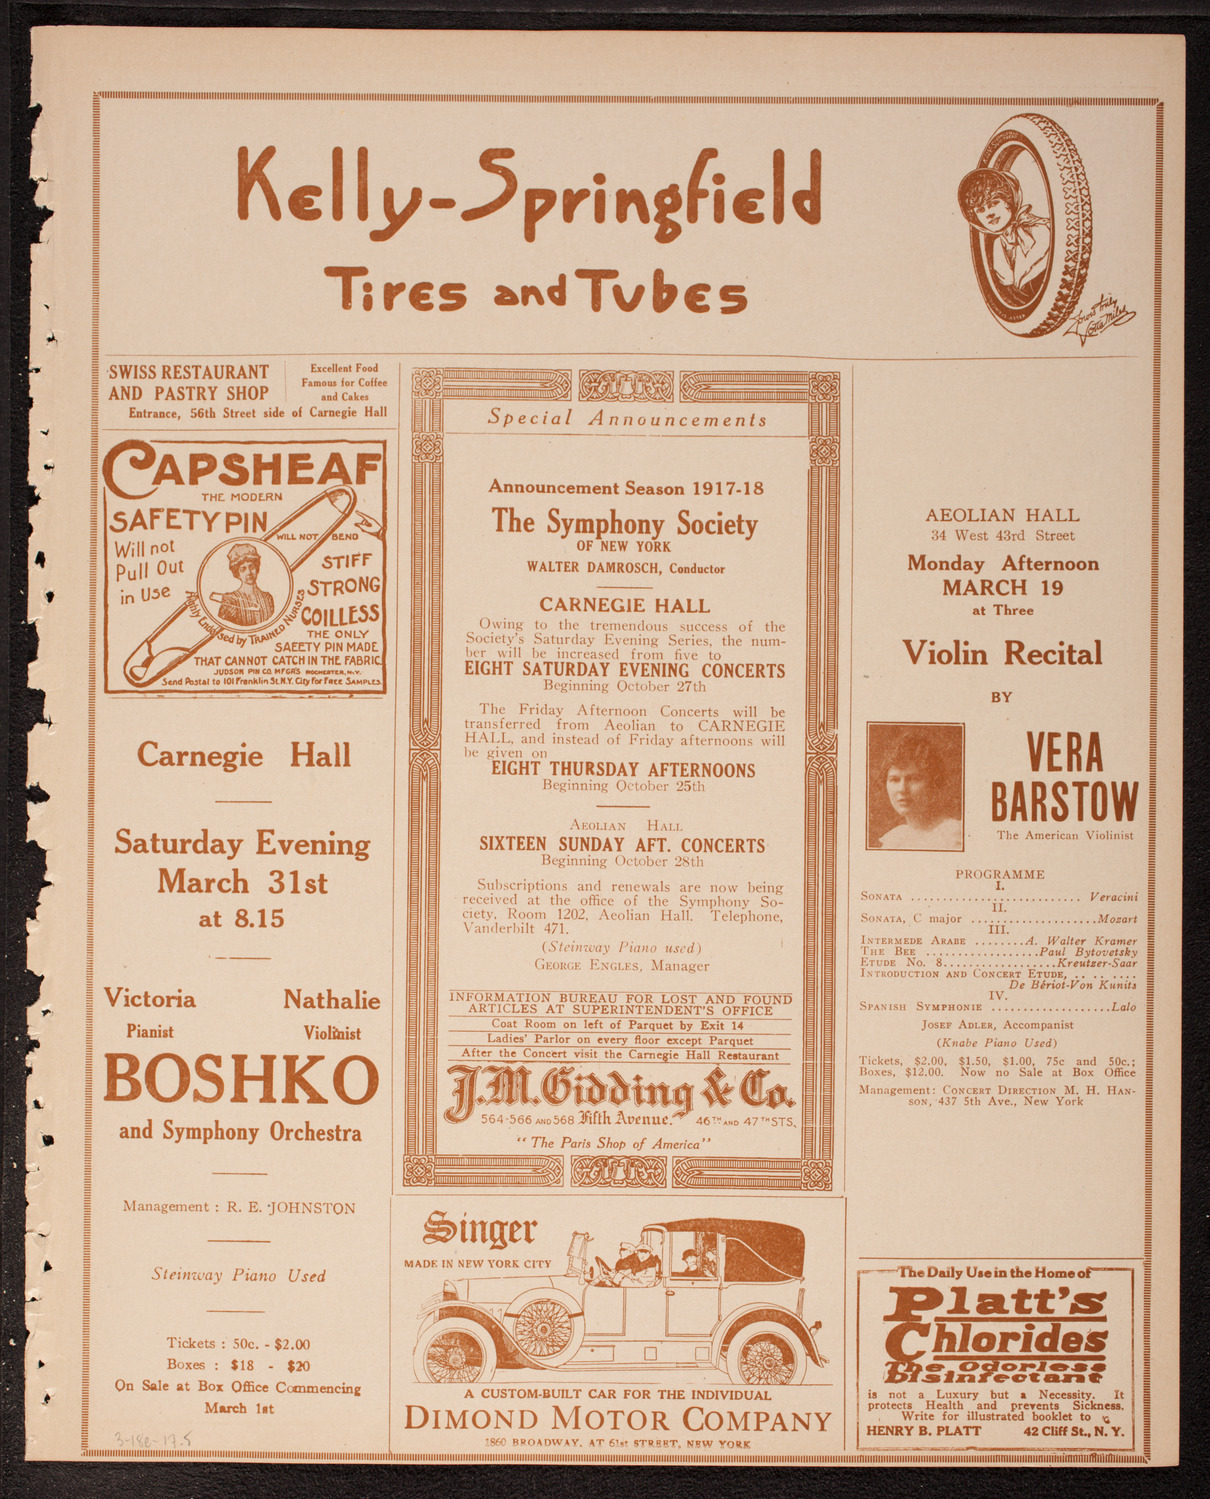 Kelly-Springfield
Tires and Tubes
Lotta Miles
SWISS RESTAURANT
AND PASTRY SHOP
Excellent Food
Famous for Coffee
and Cakes
Entrance, 56th Street side of Carnegie Hall
CAPSHEAF
THE MODERN
SAFETY PIN
WILL NOT BEND
Will not
Pull Out
in Use
STIFF
STRONG
COILLESS
Highly Endorsed by TRAINED NURSES
THE ONLY
SAFETY PIN MADE
THAT CANNOT CATCH IN THE FABRIC
JUDSON PIN CO. MFGRS. ROCHESTER, N.Y.
Send Postal to 101 Franklin St. N.Y. City for FREE SAMPLES.
Carnegie Hall
Saturday Evening
March 31st
at 8.15
Victoria Nathalie
Pianist Violinist
BOSHKO
and Symphony Orchestra
Management : R. E. JOHNSTON
Steinway Piano Used
Tickets : 50c. - $2.00
Boxes : $18 - $20
On Sale at Box Office Commencing
March 1st
3-18e-17.5
Special Announcements
Announcement Season 1917-18
The Symphony Society
OF NEW YORK
WALTER DAMROSCH, Conductor
CARNEGIE HALL
Owing to the tremendous success of the
Society's Saturday Evening Series, the num-
ber will be increased from five to
EIGHT SATURDAY EVENING CONCERTS
Beginning October 27th
The Friday Afternoon Concerts will be
transferred from Aeolian to CARNEGIE
HALL, and instead of Friday afternoons will
be given on
EIGHT THURSDAY AFTERNOONS
Beginning October 25th
AEOLIAN HALL
SIXTEEN SUNDAY AFT. CONCERTS
Beginning October 28th
Subscriptions and renewals are now being
received at the office of the Symphony So-
ciety, Room 1202, Aeolian Hall. Telephone,
Vanderbilt 471.
(Steinway Piano used)
GEORGE ENGLES, Manager
INFORMATION BUREAU FOR LOST AND FOUND
ARTICLES AT SUPERINTENDENT'S OFFICE
Coat Room on left of Parquet by Exit 14
Ladies' Parlor on every floor except Parquet
After the Concert visit the Carnegie Hall Restaurant
J.M. Gidding & Co.
564-566 AND 568 Fifth Avenue. 46TH AND 47TH STS.
"The Paris Shop of America"
Singer
MADE IN NEW YORK CITY
A CUSTOM-BUILT CAR FOR THE INDIVIDUAL
DIMOND MOTOR COMPANY
1860 BROADWAY, AT 61st STREET, NEW YORK
AEOLIAN HALL
34 West 43rd Street
Monday Afternoon
MARCH 19
at Three
Violin Recital
BY
VERA
BARSTOW
The American Violinist
PROGRAMME
I.
SONATA .......................... Veracini
II.
SONATA, C major ...................Mozart
III.
INTERMEDE ARABE ........A. Walter Kramer
THE BEE ..................Paul Bytovetsky
ETUDE No. 8.................Kreutzer-Saar
INTRODUCTION AND CONCERT ETUDE, .. .. ....
De Bériot-Von Kunits
IV.
SPANISH SYMPHONIE ..................Lalo
JOSEF ADLER, Accompanist
(Knabe Piano Used)
Tickets, $2.00, $1.50, $1.00, 75c and 50c.;
Boxes, $12.00. Now no Sale at Box Office
Management: CONCERT DIRECTION M. H. HAN-
SON, 437 5th Ave., New York
The Daily Use in the Home of
Platt's
Chlorides
The Odorless
Disinfectant
is not a Luxury but a Necessity. It
protects Health and prevents Sickness.
Write for illustrated booklet to
HENRY B. PLATT 42 Cliff St., N. Y.